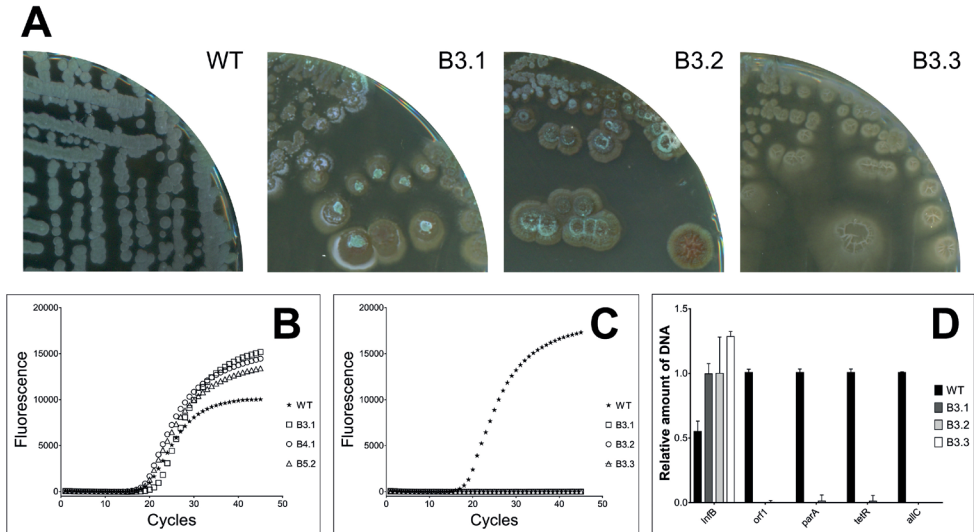 A
WT
B3.1
B3.2
B3.3
B
20000
15000
10000
5000
0
Fluorescence
0
10
20
30
40
50
Cycles
WT
B3.1
B4.1
B5.2
C
20000
15000
10000
5000
0
Fluorescence
0
10
20
30
40
50
Cycles
WT
B3.1
B3.2
B3.3
D
1.5
1.0
0.5
0.0
Relative amount of DNA
InfB
orf1
parA
tetR
allC
WT
B3.1
B3.2
B3.3